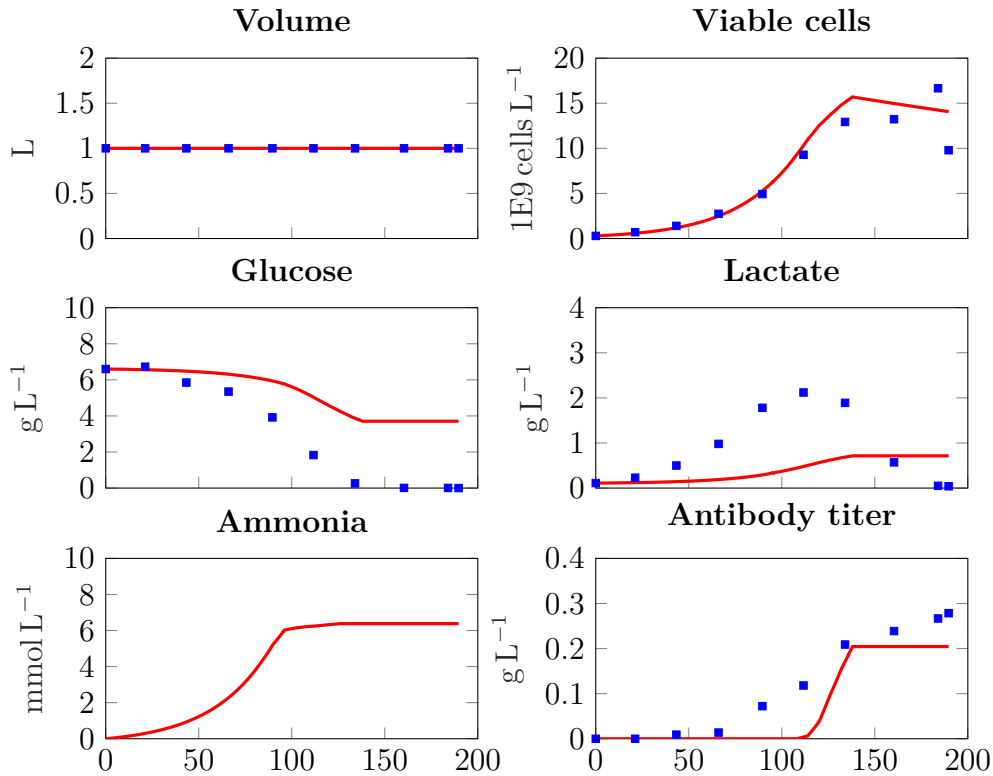 Volume
2
1.5
1
0.5
0
L
Viable cells
20
15
10
5
0
1E9 cells L⁻¹
Glucose
10
8
6
4
2
0
g L⁻¹
Lactate
4
3
2
1
0
g L⁻¹
Ammonia
10
8
6
4
2
0
mmol L⁻¹
0 50 100 150 200
Antibody titer
0.4
0.3
0.2
0.1
0
g L⁻¹
0 50 100 150 200